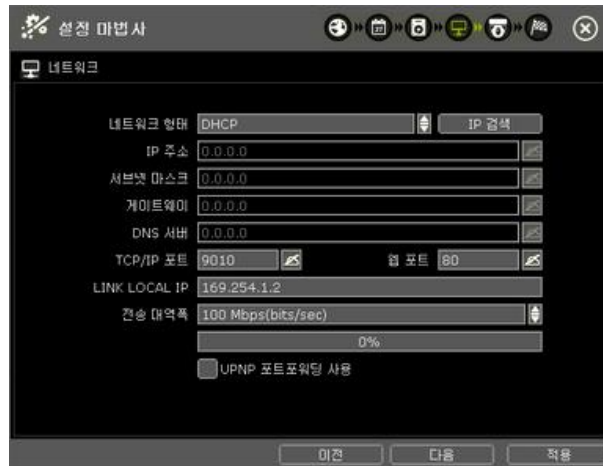 설정 마법사
네트워크
네트워크 형태 DHCP IP 검색
IP 주소 0.0.0.0
서브넷 마스크 0.0.0.0
게이트웨이 0.0.0.0
DNS 서버 0.0.0.0
TCP/IP 포트 9010 웹 포트 80
LINK LOCAL IP 169.254.1.2
전송 대역폭 100 Mbps(bits/sec)
0%
UPNP 포트포워딩 사용
이전 다음 적용